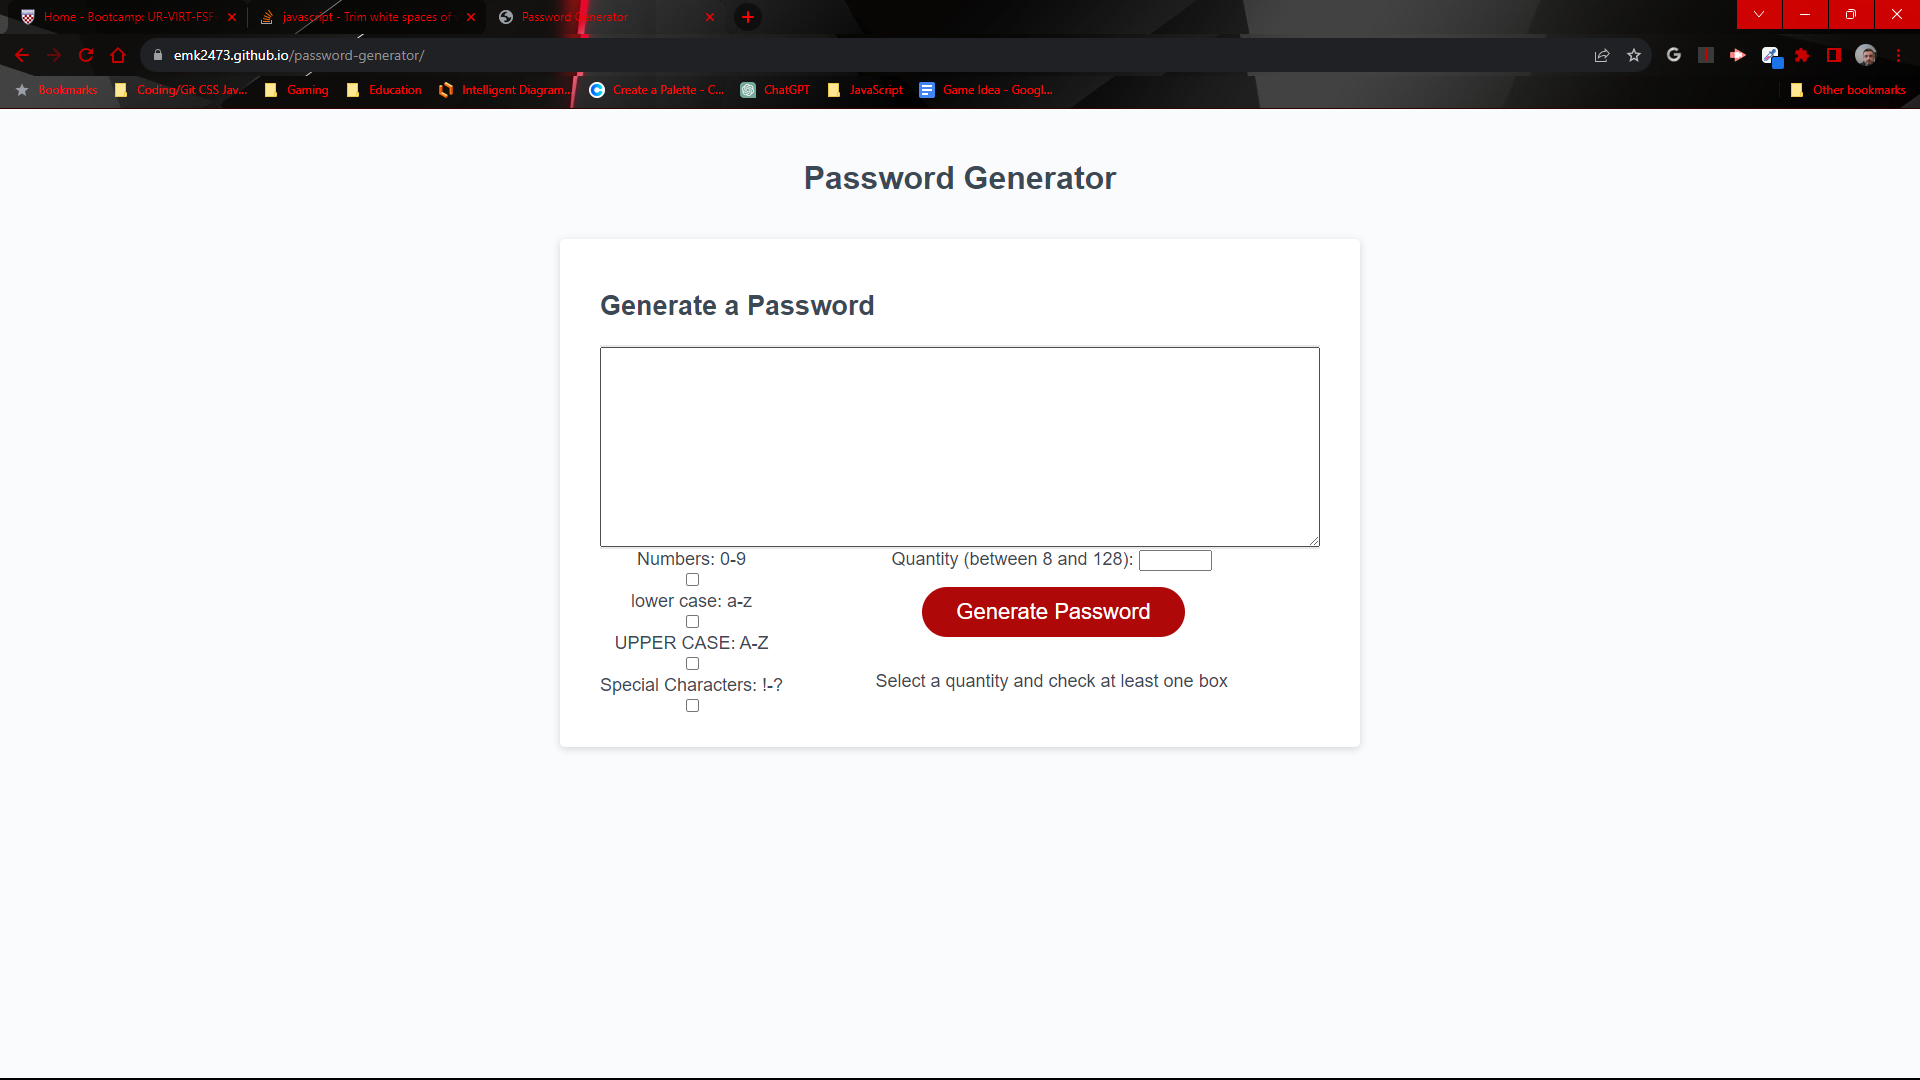 Home - Bootcamp: UR-VIRT-FSF
javascript - Trim white spaces of
Password Generator
emk2473.github.io/password-generator/
Bookmarks Coding/Git CSS Jav... Gaming Education Intelligent Diagram... Create a Palette - C... ChatGPT JavaScript Game Idea - Googl... Other bookmarks
Password Generator
Generate a Password
Numbers: 0-9
lower case: a-z
UPPER CASE: A-Z
Special Characters: !-?
Quantity (between 8 and 128):
Generate Password
Select a quantity and check at least one box